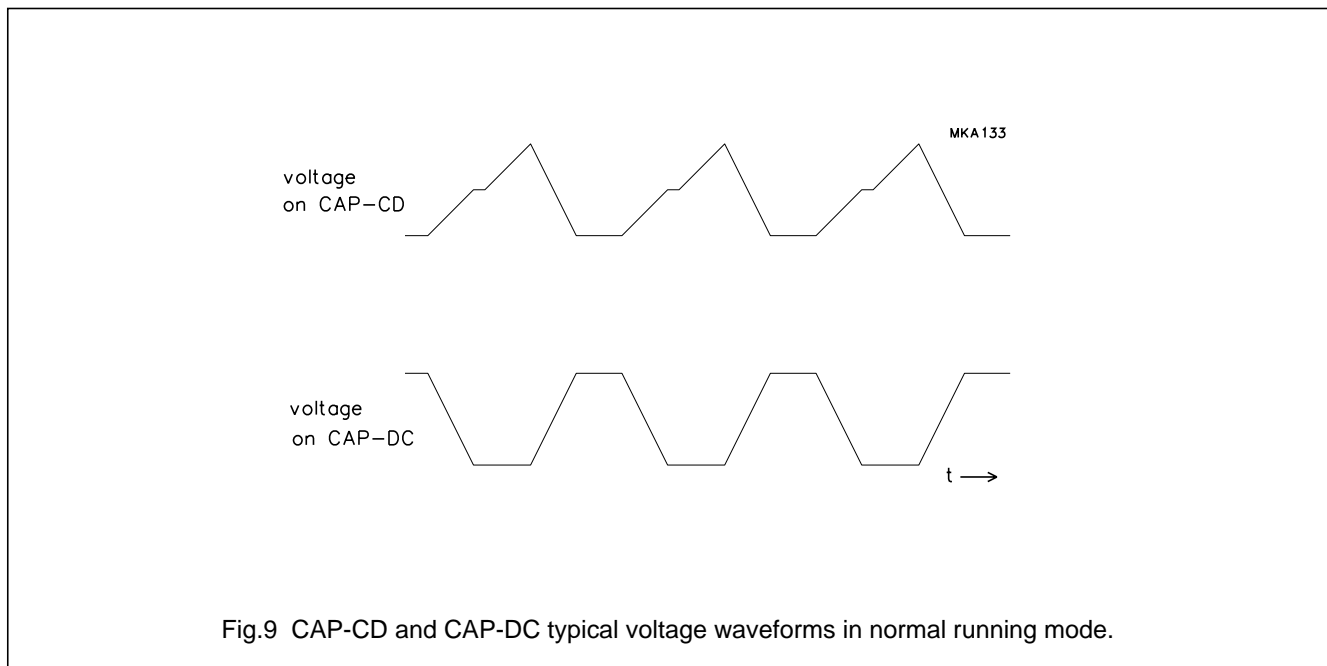 MKA133
voltage
on CAP-CD
voltage
on CAP-DC
t
Fig.9 CAP-CD and CAP-DC typical voltage waveforms in normal running mode.